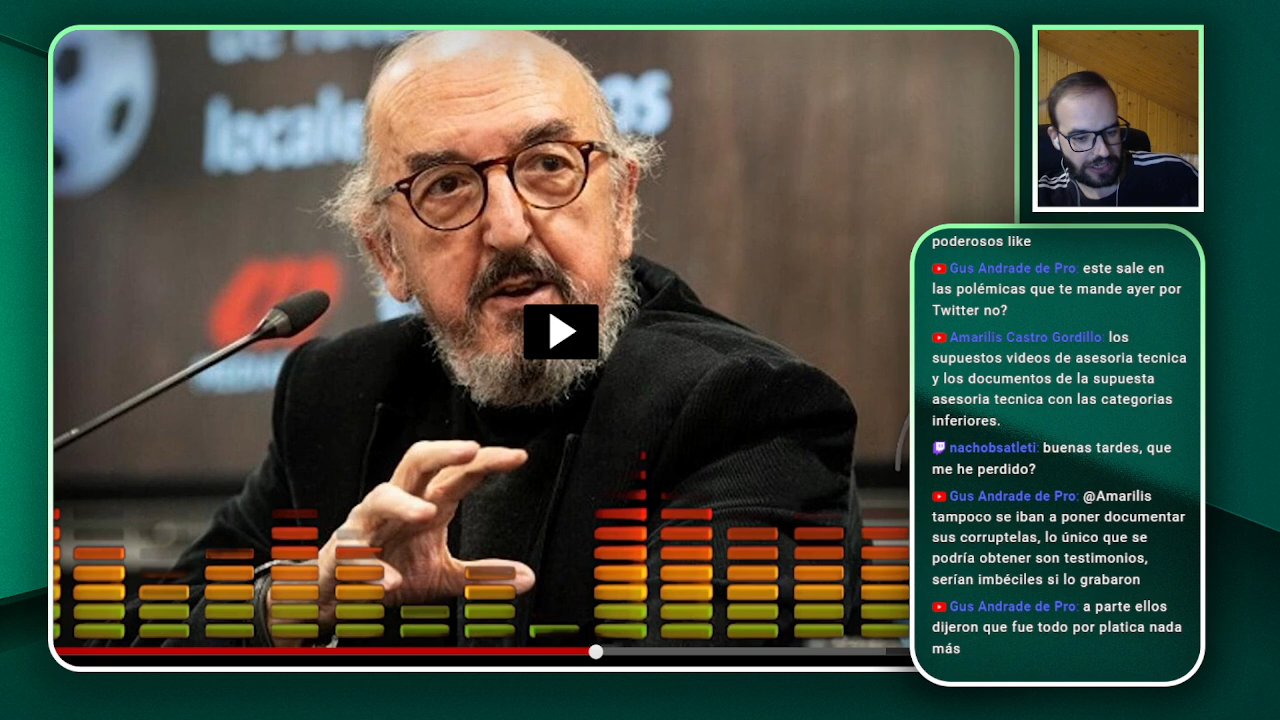 locale
os
poderosos like
Gus Andrade de Pro: este sale en
las polémicas que te mande ayer por
Twitter no?
Amarilis Castro Gordillo: los
supuestos videos de asesoria tecnica
y los documentos de la supuesta
asesoria tecnica con las categorias
inferiores.
nachobsatleti: buenas tardes, que
me he perdido?
Gus Andrade de Pro: @Amarilis
tampoco se iban a poner documentar
sus corruptelas, lo único que se
podría obtener son testimonios,
serían imbéciles si lo grabaron
Gus Andrade de Pro: a parte ellos
dijeron que fue todo por platica nada
más